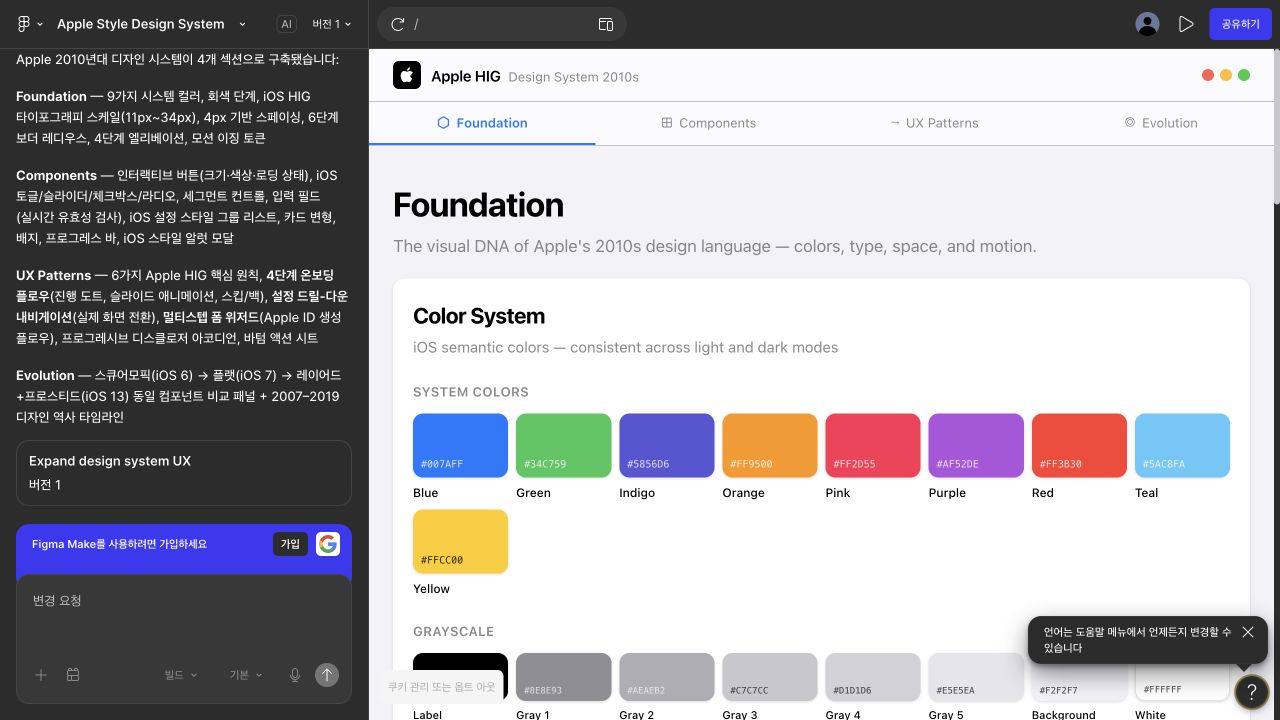 Apple Style Design System
AI
버전 1
/
공유하기
Apple 2010년대 디자인 시스템이 4개 섹션으로 구축됐습니다:
Foundation — 9가지 시스템 컬러, 회색 단계, iOS HIG
타이포그래피 스케일(11px~34px), 4px 기반 스페이싱, 6단계
보더 레디우스, 4단계 엘리베이션, 모션 이징 토큰
Components — 인터랙티브 버튼(크기·색상·로딩 상태), iOS
토글/슬라이더/체크박스/라디오, 세그먼트 컨트롤, 입력 필드
(실시간 유효성 검사), iOS 설정 스타일 그룹 리스트, 카드 변형,
배지, 프로그레스 바, iOS 스타일 알럿 모달
UX Patterns — 6가지 Apple HIG 핵심 원칙, 4단계 온보딩
플로우(진행 도트, 슬라이드 애니메이션, 스킵/백), 설정 드릴-다운
내비게이션(실제 화면 전환), 멀티스텝 폼 위저드(Apple ID 생성
플로우), 프로그레시브 디스클로저 아코디언, 바텀 액션 시트
Evolution — 스큐어모픽(iOS 6) → 플랫(iOS 7) → 레이어드
+프로스티드(iOS 13) 동일 컴포넌트 비교 패널 + 2007–2019
디자인 역사 타임라인
Expand design system UX
버전 1
Figma Make를 사용하려면 가입하세요
가입
변경 요청
빌드
기본
Apple HIG Design System 2010s
Foundation
Components
→ UX Patterns
Evolution
Foundation
The visual DNA of Apple's 2010s design language — colors, type, space, and motion.
Color System
iOS semantic colors — consistent across light and dark modes
SYSTEM COLORS
#007AFF
#34C759
#5856D6
#FF9500
#FF2D55
#AF52DE
#FF3B30
#5AC8FA
Blue
Green
Indigo
Orange
Pink
Purple
Red
Teal
#FFCC00
Yellow
GRAYSCALE
언어는 도움말 메뉴에서 언제든지 변경할 수
있습니다
쿠키 관리 또는 옵트 아웃
#8E8E93
#AEAEB2
#C7C7CC
#D1D1D6
#E5E5EA
#F2F2F7
#FFFFFF
?
Label
Gray 1
Gray 2
Gray 3
Gray 4
Gray 5
Background
White